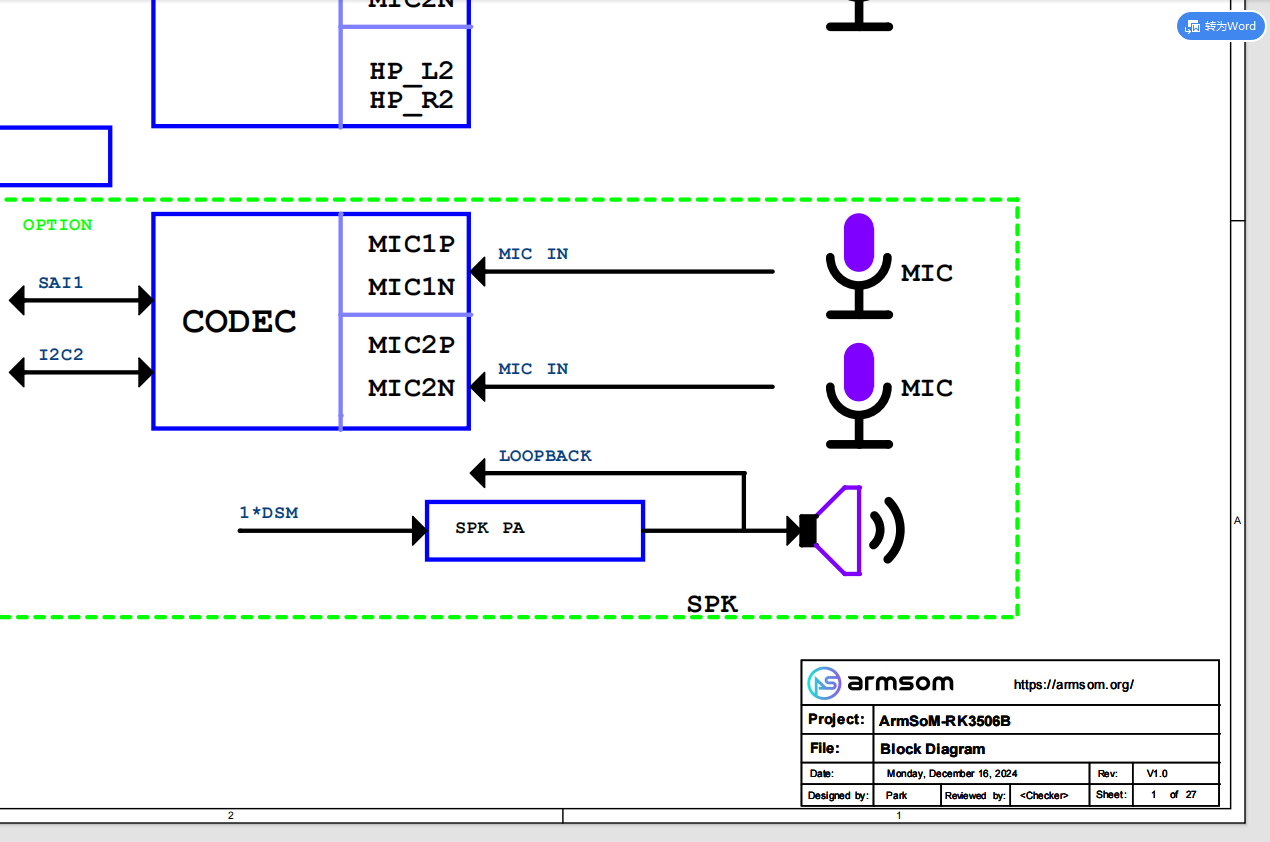 MIC2N
转为Word
HP_L2
HP_R2
OPTION
SAI1
I2C2
CODEC
MIC1P
MIC1N
MIC2P
MIC2N
MIC IN
MIC
MIC IN
MIC
LOOPBACK
1*DSM
SPK PA
SPK
A
armsom https://armsom.org/
Project: ArmSoM-RK3506B
File: Block Diagram
Date: Monday, December 16, 2024 Rev: V1.0
Designed by: Park Reviewed by: <Checker> Sheet: 1 of 27
2 1